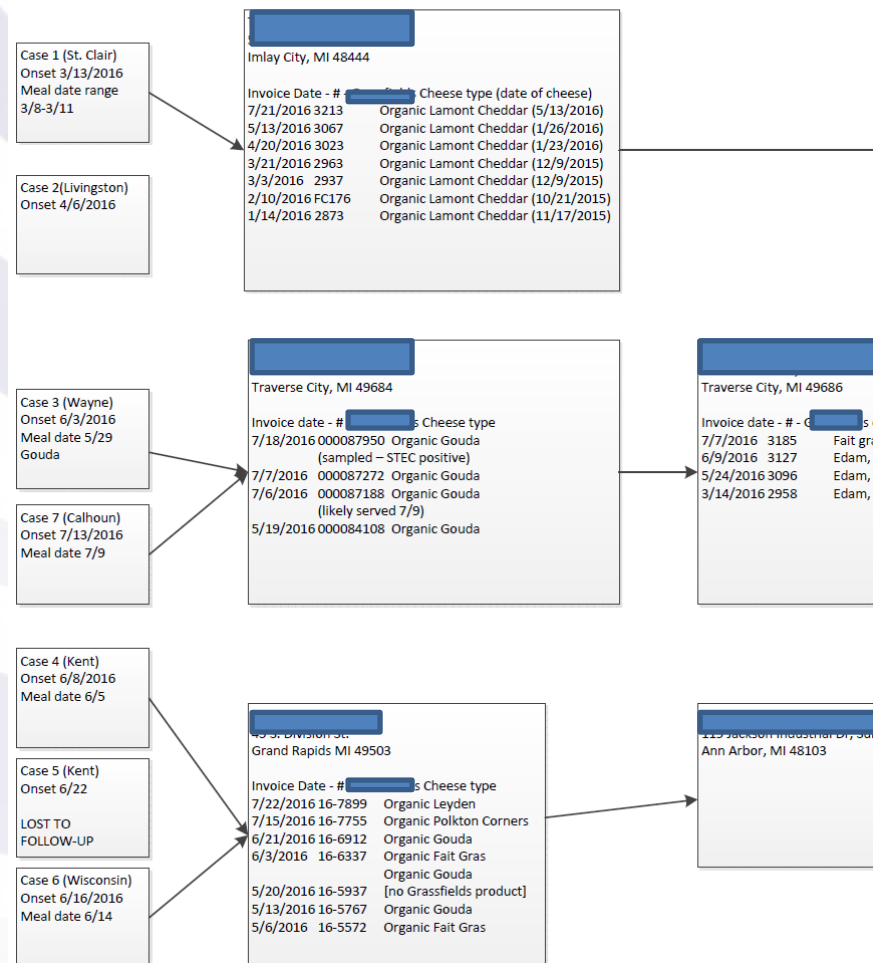 Case 1 (St. Clair)
Onset 3/13/2016
Meal date range
3/8-3/11
Case 2(Livingston)
Onset 4/6/2016
Imlay City, MI 48444
Invoice Date - # - Cheese type (date of cheese)
7/21/2016 3213 Organic Lamont Cheddar (5/13/2016)
5/13/2016 3067 Organic Lamont Cheddar (1/26/2016)
4/20/2016 3023 Organic Lamont Cheddar (1/23/2016)
3/21/2016 2963 Organic Lamont Cheddar (12/9/2015)
3/3/2016 2937 Organic Lamont Cheddar (12/9/2015)
2/10/2016 FC176 Organic Lamont Cheddar (10/21/2015)
1/14/2016 2873 Organic Lamont Cheddar (11/17/2015)
Case 3 (Wayne)
Onset 6/3/2016
Meal date 5/29
Gouda
Case 7 (Calhoun)
Onset 7/13/2016
Meal date 7/9
Traverse City, MI 49684
Invoice date - # s Cheese type
7/18/2016 000087950 Organic Gouda
(sampled – STEC positive)
7/7/2016 000087272 Organic Gouda
7/6/2016 000087188 Organic Gouda
(likely served 7/9)
5/19/2016 000084108 Organic Gouda
Traverse City, MI 49686
Invoice date - # - G s
7/7/2016 3185 Fait gra
6/9/2016 3127 Edam,
5/24/2016 3096 Edam,
3/14/2016 2958 Edam,
Case 4 (Kent)
Onset 6/8/2016
Meal date 6/5
Case 5 (Kent)
Onset 6/22
LOST TO
FOLLOW-UP
Case 6 (Wisconsin)
Onset 6/16/2016
Meal date 6/14
45 S. Division St.
Grand Rapids MI 49503
Invoice Date - # s Cheese type
7/22/2016 16-7899 Organic Leyden
7/15/2016 16-7755 Organic Polkton Corners
6/21/2016 16-6912 Organic Gouda
6/3/2016 16-6337 Organic Fait Gras
Organic Gouda
5/20/2016 16-5937 [no Grassfields product]
5/13/2016 16-5767 Organic Gouda
5/6/2016 16-5572 Organic Fait Gras
Jackson Industrial Dr,
Ann Arbor, MI 48103